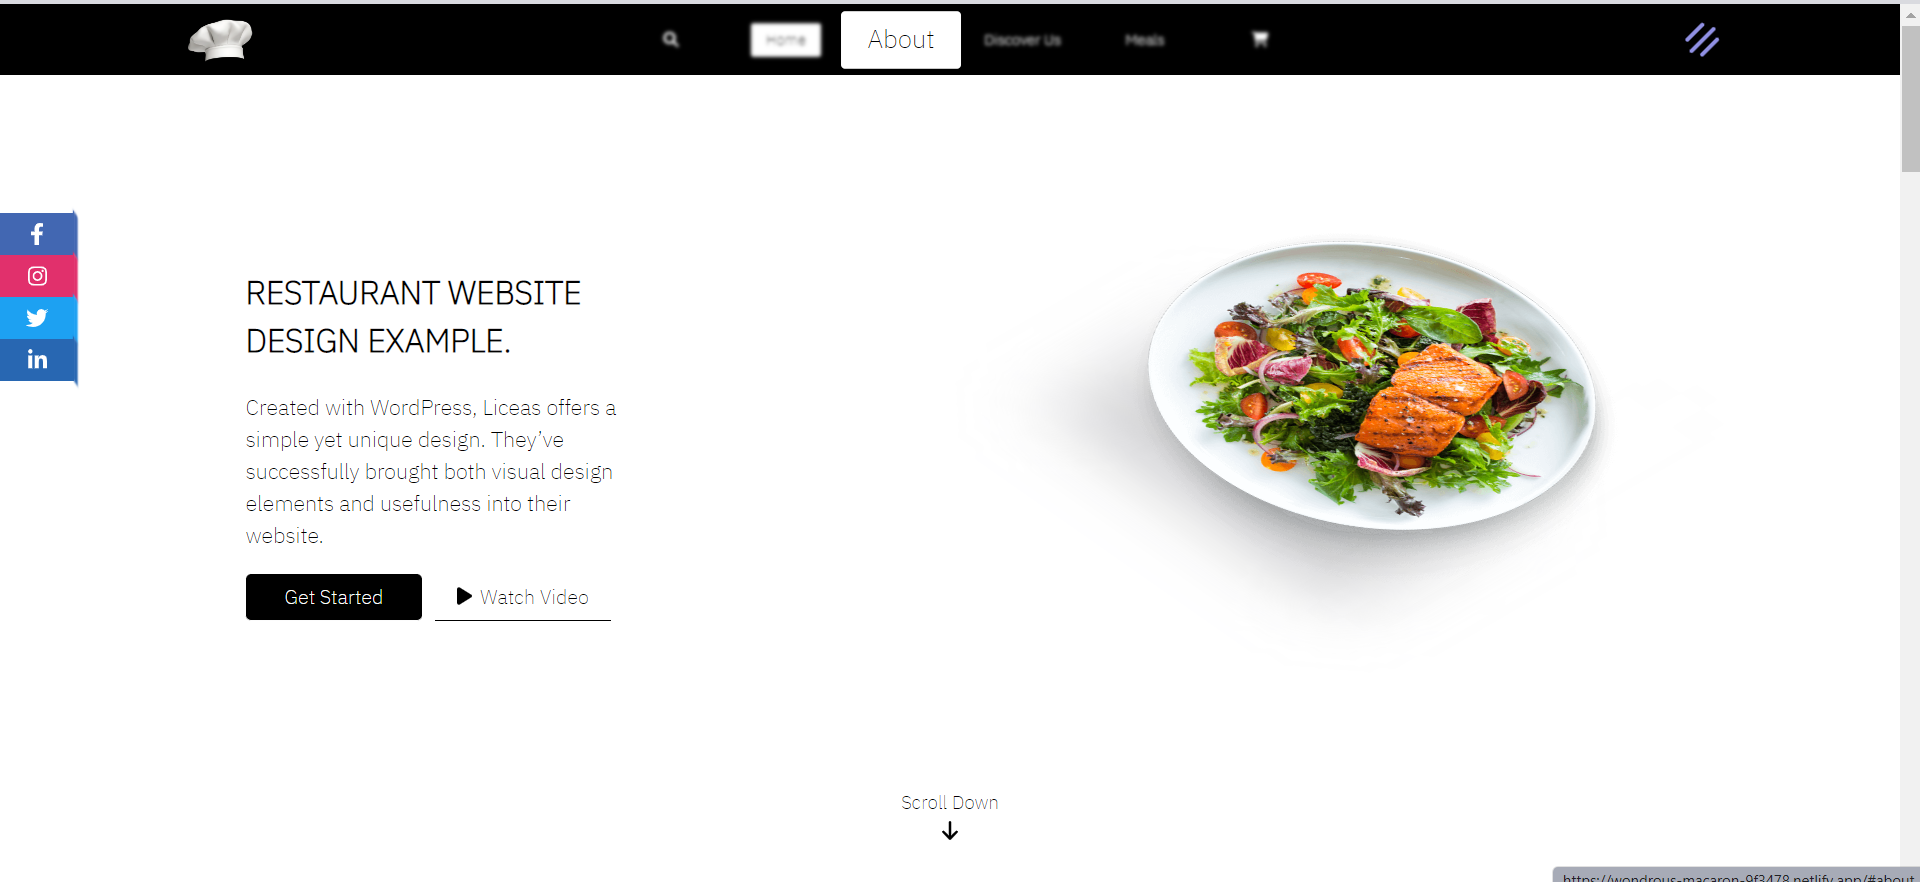 Home
About
Discover Us
Meals
RESTAURANT WEBSITE
DESIGN EXAMPLE.
Created with WordPress, Liceas offers a
simple yet unique design. They’ve
successfully brought both visual design
elements and usefulness into their
website.
Get Started
Watch Video
Scroll Down
https://wondrous-macaron-9f3478.netlify.app/#about